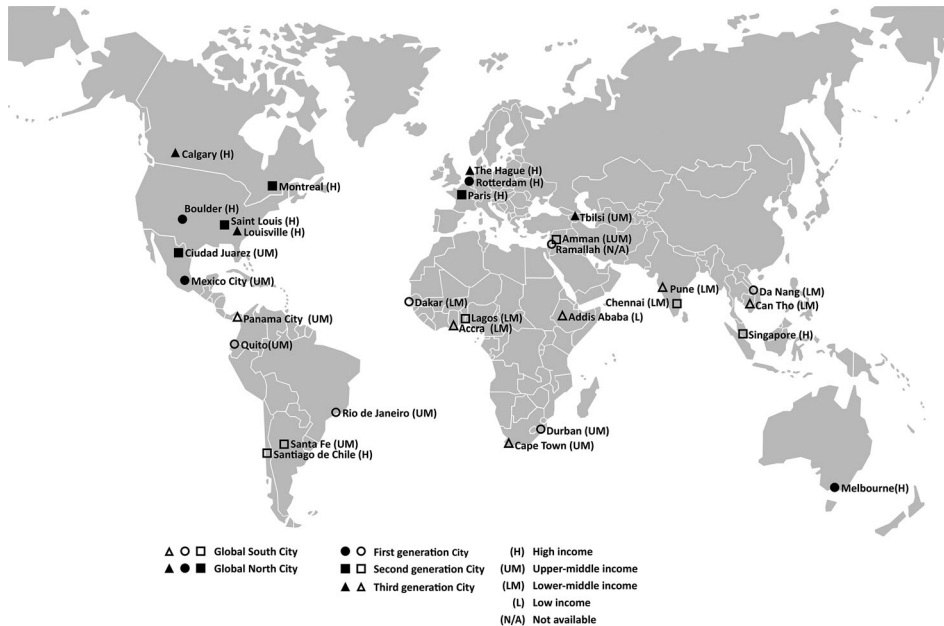 Calgary (H)
Montreal (H)
The Hague (H)
Rotterdam (H)
Paris (H)
Boulder (H)
Saint Louis (H)
Louisville (H)
Tbilsi (UM)
Ciudad Juarez (UM)
Amman (LUM)
Ramallah (N/A)
Mexico City (UM)
Pune (LM)
Da Nang (LM)
Dakar (LM)
Chennai (LM)
Can Tho (LM)
Panama City (UM)
Lagos (LM)
Accra (LM)
Addis Ababa (L)
Singapore (H)
Quito(UM)
Rio de Janeiro (UM)
Durban (UM)
Santa Fe (UM)
Cape Town (UM)
Santiago de Chile (H)
Melbourne(H)
Global South City
Global North City
First generation City
Second generation City
Third generation City
(H) High income
(UM) Upper-middle income
(LM) Lower-middle income
(L) Low income
(N/A) Not available